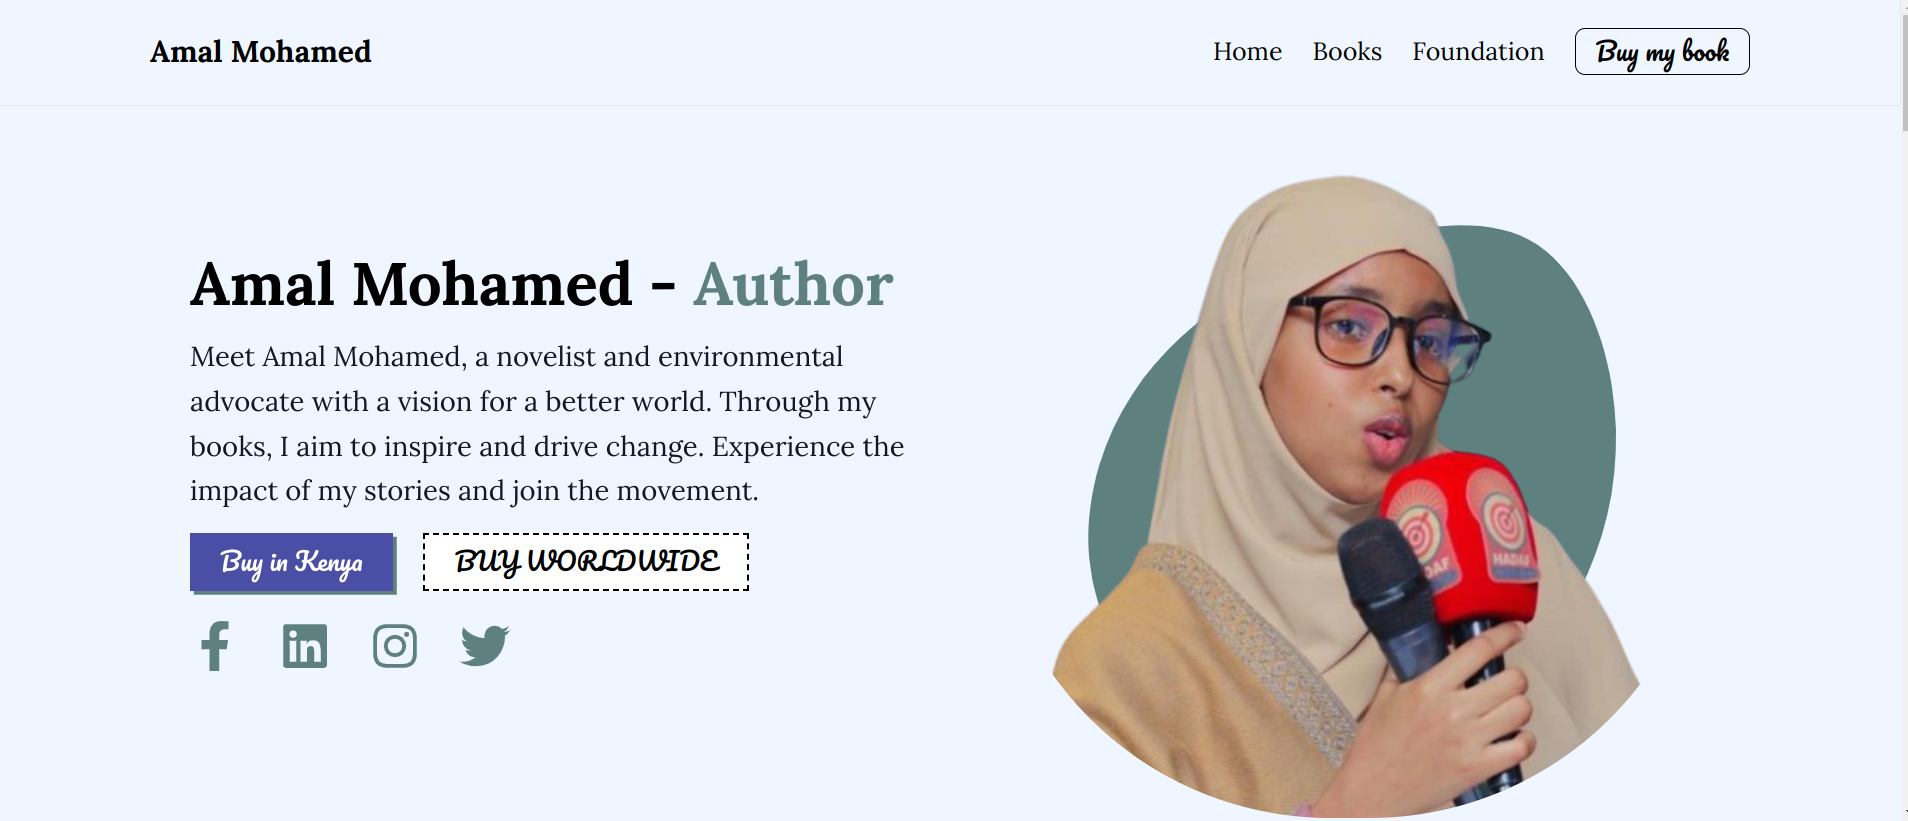 Amal Mohamed
Home Books Foundation Buy my book
Amal Mohamed - Author
Meet Amal Mohamed, a novelist and environmental
advocate with a vision for a better world. Through my
books, I aim to inspire and drive change. Experience the
impact of my stories and join the movement.
Buy in Kenya BUY WORLDWIDE
HADAF
DAF